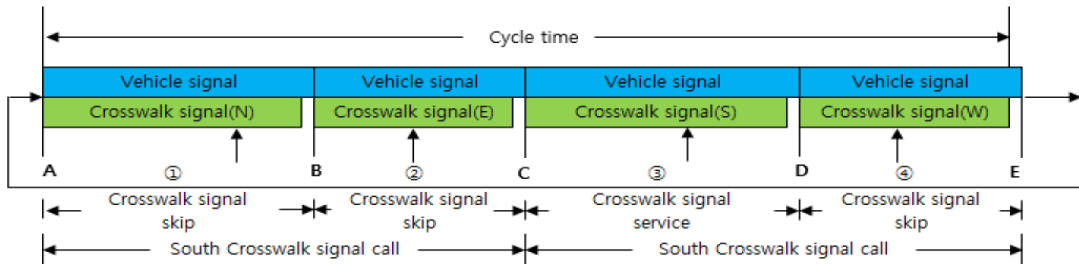 Cycle time
Vehicle signal Vehicle signal Vehicle signal Vehicle signal
Crosswalk signal(N) Crosswalk signal(E) Crosswalk signal(S) Crosswalk signal(W)
A ① B ② C ③ D ④ E
Crosswalk signal Crosswalk signal Crosswalk signal Crosswalk signal
skip skip service skip
South Crosswalk signal call South Crosswalk signal call